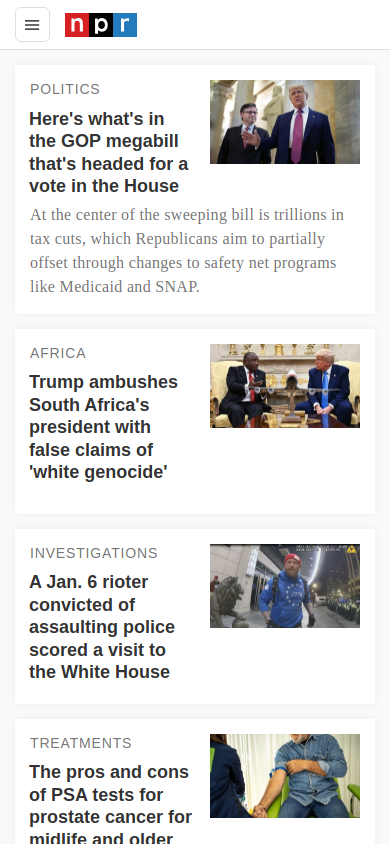 npr
POLITICS
Here's what's in
the GOP megabill
that's headed for a
vote in the House
At the center of the sweeping bill is trillions in
tax cuts, which Republicans aim to partially
offset through changes to safety net programs
like Medicaid and SNAP.
AFRICA
Trump ambushes
South Africa's
president with
false claims of
'white genocide'
INVESTIGATIONS
A Jan. 6 rioter
convicted of
assaulting police
scored a visit to
the White House
TREATMENTS
The pros and cons
of PSA tests for
prostate cancer for
midlife and older